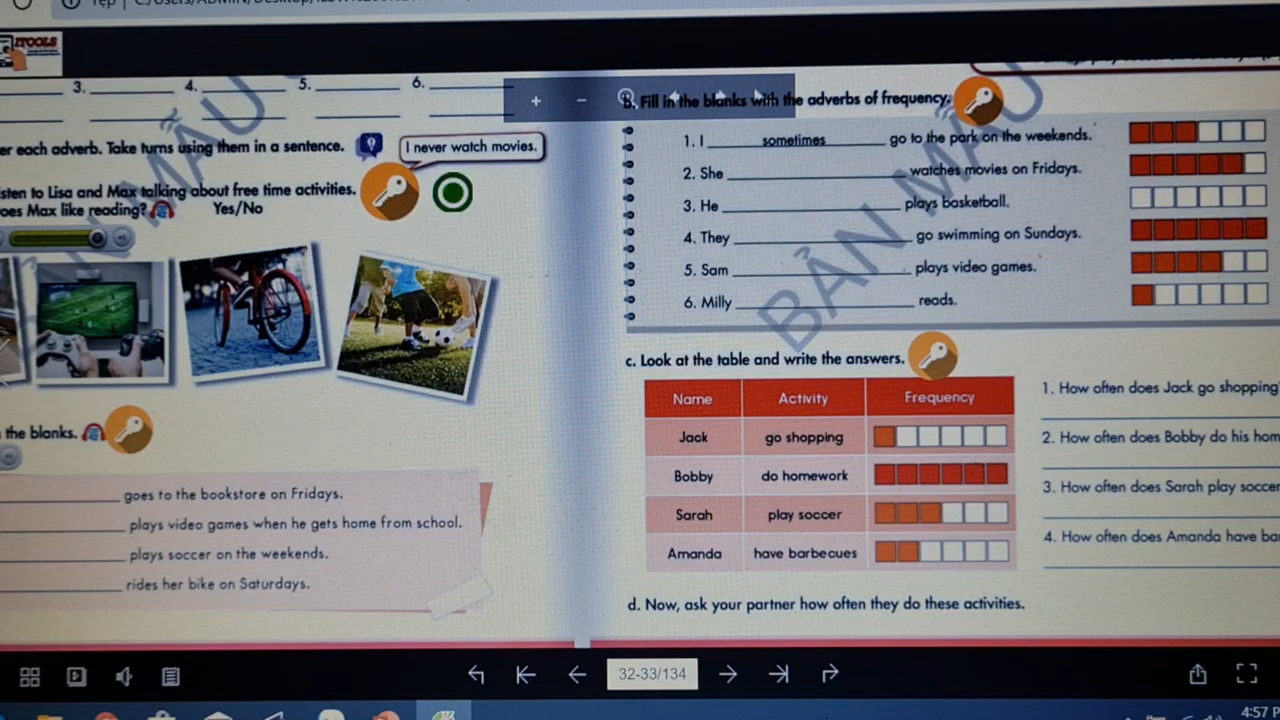 Tệp
ITOOLS
3. 4. 5. 6.
er each adverb. Take turns using them in a sentence.
I never watch movies.
sten to Lisa and Max talking about free time activities.
oes Max like reading? Yes/No
the blanks.
goes to the bookstore on Fridays.
plays video games when he gets home from school.
plays soccer on the weekends.
rides her bike on Saturdays.
BẢN MẪU
b. Fill in the blanks with the adverbs of frequency.
1. I sometimes go to the park on the weekends.
2. She watches movies on Fridays.
3. He plays basketball.
4. They go swimming on Sundays.
5. Sam plays video games.
6. Milly reads.
BẢN MẪU
c. Look at the table and write the answers.
Name Activity Frequency
Jack go shopping
Bobby do homework
Sarah play soccer
Amanda have barbecues
1. How often does Jack go shopping
2. How often does Bobby do his hom
3. How often does Sarah play soccer
4. How often does Amanda have ba
d. Now, ask your partner how often they do these activities.
32-33/134
4:57 P